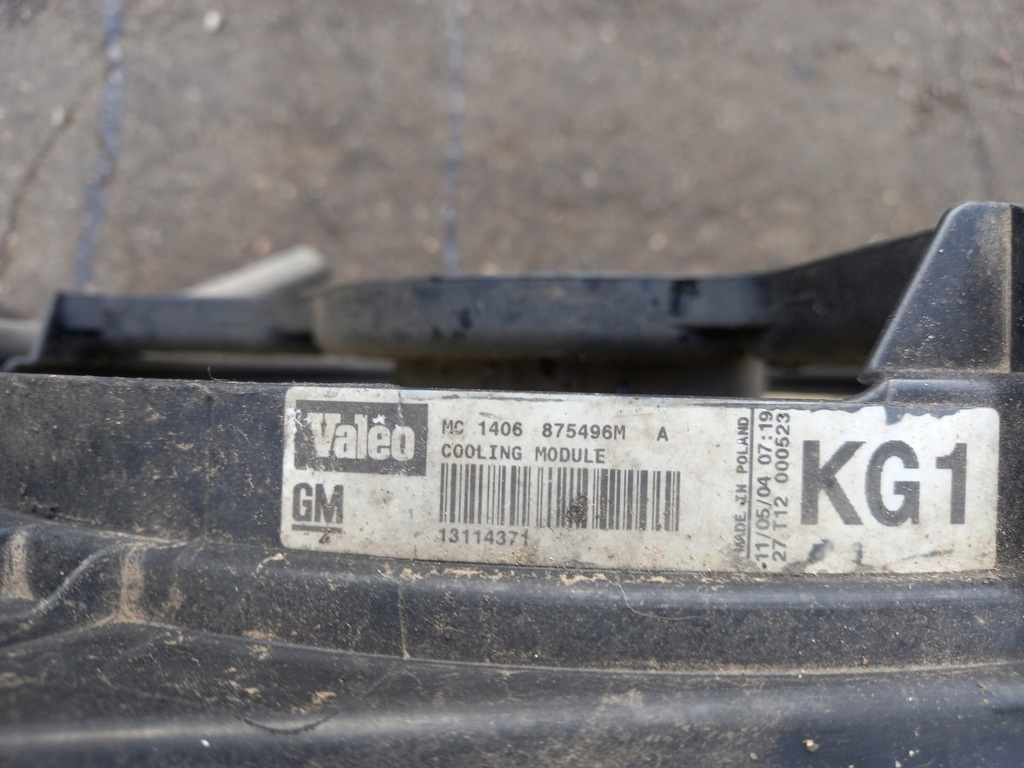 Valeo
GM
MC 1406 875496M A
COOLING MODULE
13114371
MADE IN POLAND
11/05/04 07:19
27 T12 000523
KG1